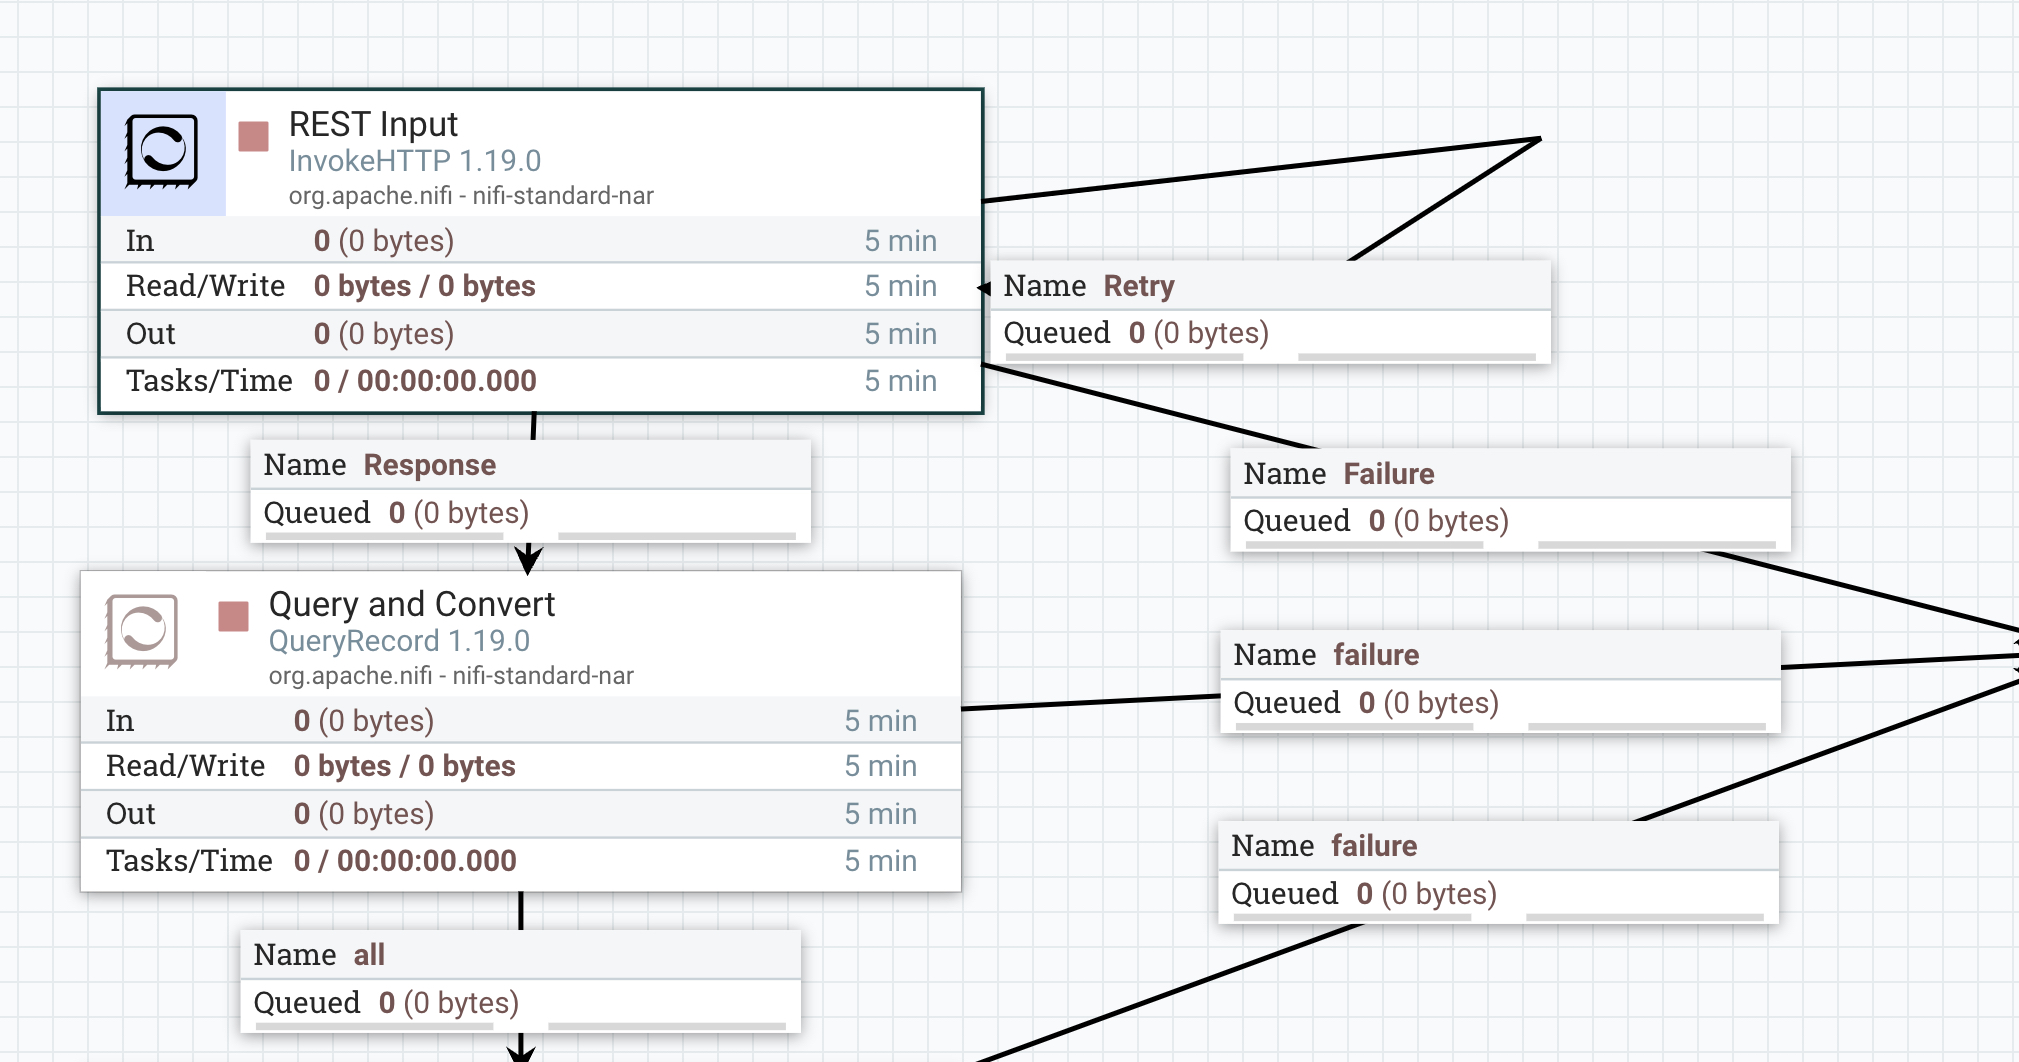 REST Input
InvokeHTTP 1.19.0
org.apache.nifi - nifi-standard-nar
In 0 (0 bytes) 5 min
Read/Write 0 bytes / 0 bytes 5 min
Out 0 (0 bytes) 5 min
Tasks/Time 0 / 00:00:00.000 5 min
Name Retry
Queued 0 (0 bytes)
Name Response
Queued 0 (0 bytes)
Name Failure
Queued 0 (0 bytes)
Query and Convert
QueryRecord 1.19.0
org.apache.nifi - nifi-standard-nar
In 0 (0 bytes) 5 min
Read/Write 0 bytes / 0 bytes 5 min
Out 0 (0 bytes) 5 min
Tasks/Time 0 / 00:00:00.000 5 min
Name failure
Queued 0 (0 bytes)
Name failure
Queued 0 (0 bytes)
Name all
Queued 0 (0 bytes)